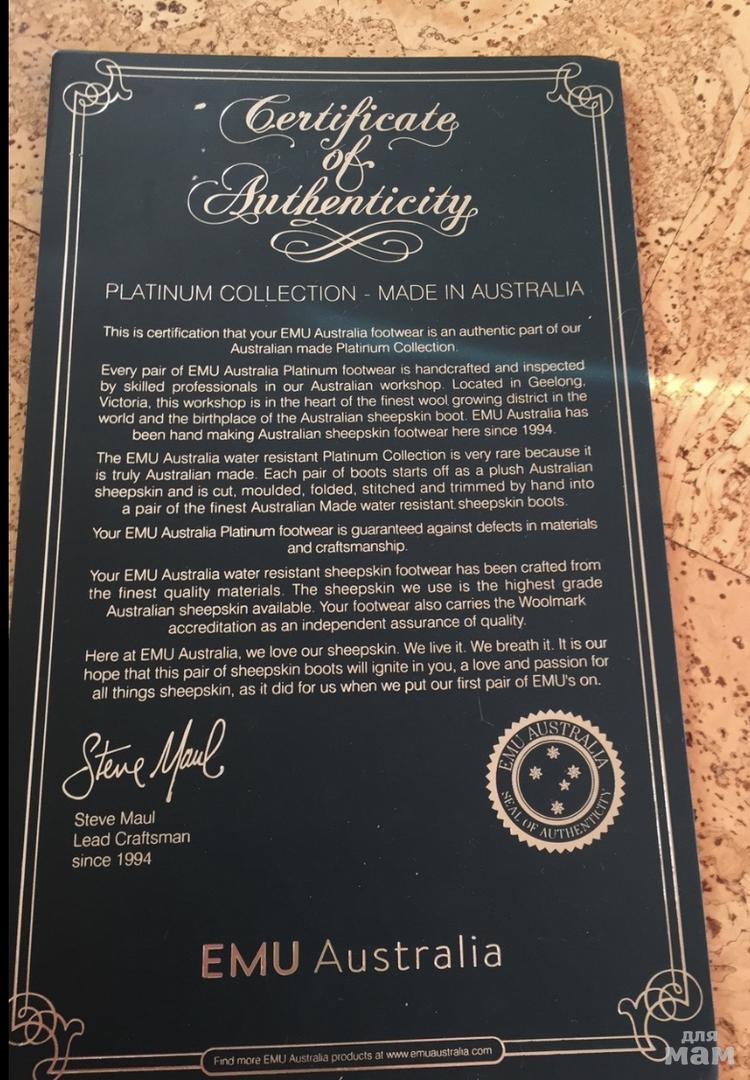 Certificate
of
Authenticity
PLATINUM COLLECTION - MADE IN AUSTRALIA
This is certification that your EMU Australia footwear is an authentic part of our
Australian made Platinum Collection.
Every pair of EMU Australia Platinum footwear is handcrafted and inspected
by skilled professionals in our Australian workshop. Located in Geelong,
Victoria, this workshop is in the heart of the finest wool growing district in the
world and the birthplace of the Australian sheepskin boot. EMU Australia has
been hand making Australian sheepskin footwear here since 1994.
The EMU Australia water resistant Platinum Collection is very rare because it
is truly Australian made. Each pair of boots starts off as a plush Australian
sheepskin and is cut, moulded, folded, stitched and trimmed by hand into
a pair of the finest Australian Made water resistant sheepskin boots.
Your EMU Australia Platinum footwear is guaranteed against defects in materials
and craftsmanship.
Your EMU Australia water resistant sheepskin footwear has been crafted from
the finest quality materials. The sheepskin we use is the highest grade
Australian sheepskin available. Your footwear also carries the Woolmark
accreditation as an independent assurance of quality.
Here at EMU Australia, we love our sheepskin. We live it. We breath it. It is our
hope that this pair of sheepskin boots will ignite in you, a love and passion for
all things sheepskin, as it did for us when we put our first pair of EMU's on.
Steve Maul
Steve Maul
Lead Craftsman
since 1994
EMU AUSTRALIA
SEAL OF AUTHENTICITY
EMU Australia
Find more EMU Australia products at www.emuaustralia.com
для
мам